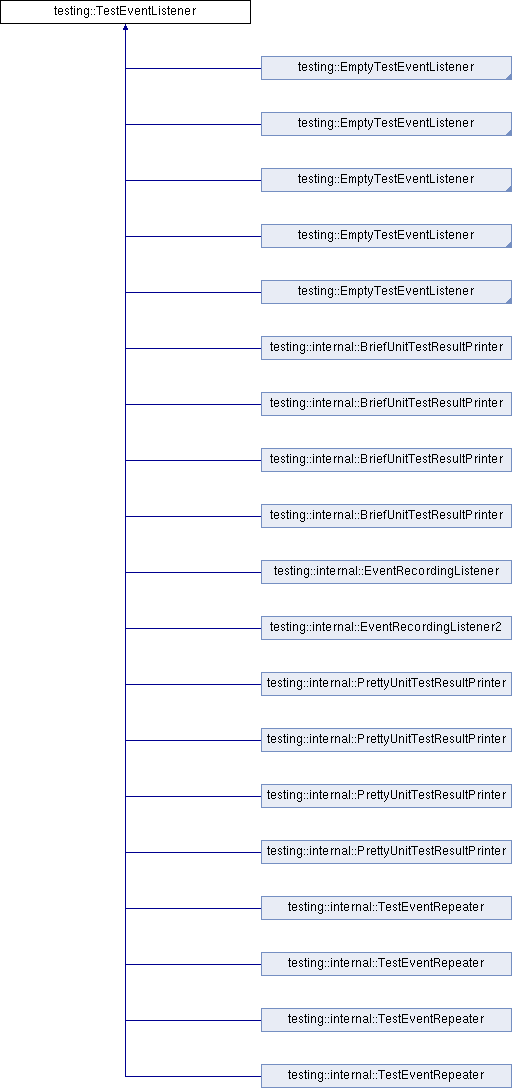 testing::TestEventListener
testing::EmptyTestEventListener
testing::EmptyTestEventListener
testing::EmptyTestEventListener
testing::EmptyTestEventListener
testing::EmptyTestEventListener
testing::internal::BriefUnitTestResultPrinter
testing::internal::BriefUnitTestResultPrinter
testing::internal::BriefUnitTestResultPrinter
testing::internal::BriefUnitTestResultPrinter
testing::internal::EventRecordingListener
testing::internal::EventRecordingListener2
testing::internal::PrettyUnitTestResultPrinter
testing::internal::PrettyUnitTestResultPrinter
testing::internal::PrettyUnitTestResultPrinter
testing::internal::PrettyUnitTestResultPrinter
testing::internal::TestEventRepeater
testing::internal::TestEventRepeater
testing::internal::TestEventRepeater
testing::internal::TestEventRepeater